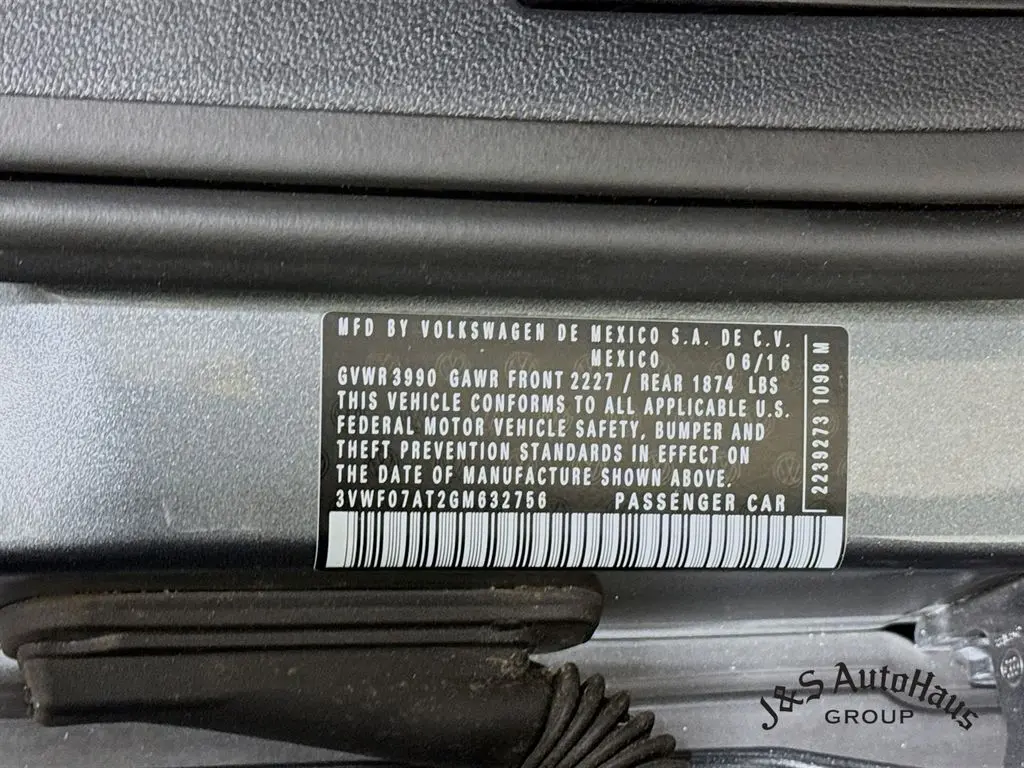 MFD BY VOLKSWAGEN DE MEXICO S.A. DE C.V.
MEXICO 06/16
GVWR 3990 GAWR FRONT 2227 / REAR 1874 LBS
THIS VEHICLE CONFORMS TO ALL APPLICABLE U.S.
FEDERAL MOTOR VEHICLE SAFETY, BUMPER AND
THEFT PREVENTION STANDARDS IN EFFECT ON
THE DATE OF MANUFACTURE SHOWN ABOVE.
3VWF07AT2GM632756 PASSENGER CAR
2239273 1098 M
J&S AutoHaus
GROUP